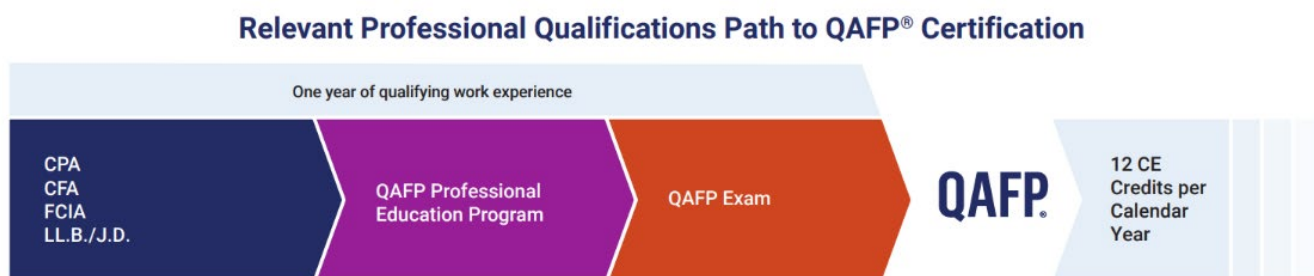 Relevant Professional Qualifications Path to QAFP® Certification
One year of qualifying work experience
CPA
CFA
FCIA
LL.B./J.D.
QAFP Professional
Education Program
QAFP Exam
QAFP®
12 CE
Credits per
Calendar
Year